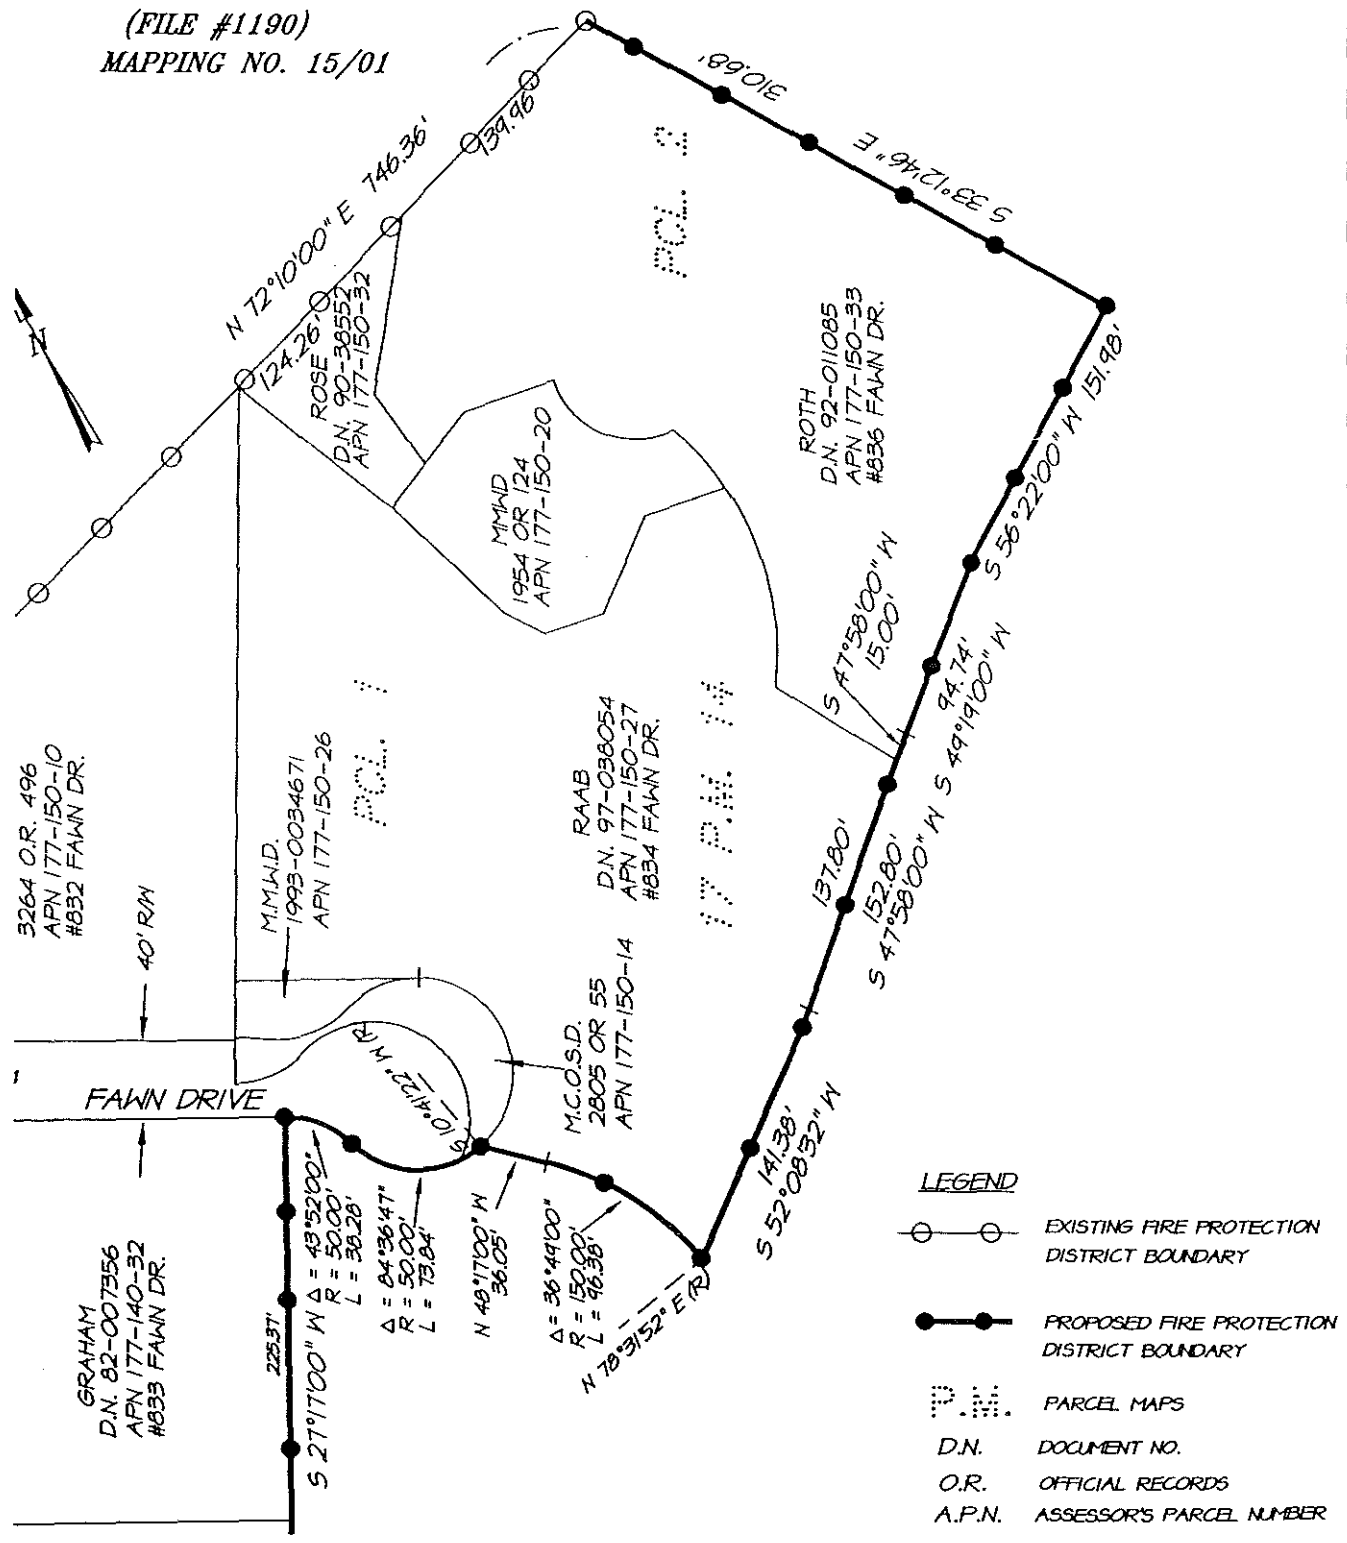 (FILE #1190)
MAPPING NO. 15/01
310.68'
S 33°12'46" E
139.96
N 72°10'00" E 746.36'
124.26'
PCL. 2
N
ROSE
D.N. 90-38552
APN 177-150-32
ROTH
D.N. 92-011085
APN 177-150-33
#836 FAWN DR.
151.98'
S 56°22'00" W
MMWD
1954 OR 124
APN 177-150-20
S 47°58'00" W
15.00'
94.74'
S 49°19'00" W
PCL. 1
3264 O.R. 496
APN 177-150-10
#832 FAWN DR.
M.M.W.D.
1993-0034671
APN 177-150-26
RAAB
D.N. 97-038054
APN 177-150-27
#834 FAWN DR.
17 P.M. 14
137.80'
152.80'
S 47°58'00" W
S 47°58'00" W
40' R/W
M.C.O.S.D.
2805 OR 55
APN 177-150-14
S 10°41'22" W (R)
FAWN DRIVE
141.38'
S 52°08'32" W
GRAHAM
D.N. 82-007356
APN 177-140-32
#833 FAWN DR.
225.37'
S 27°17'00" W
Δ = 43°52'00"
R = 50.00'
L = 38.28'
Δ = 84°36'47"
R = 50.00'
L = 73.84'
N 48°17'00" W
36.05'
Δ = 36°49'00"
R = 150.00'
L = 96.38'
N 78°31'52" E (R)
LEGEND
EXISTING FIRE PROTECTION
DISTRICT BOUNDARY
PROPOSED FIRE PROTECTION
DISTRICT BOUNDARY
P.M. PARCEL MAPS
D.N. DOCUMENT NO.
O.R. OFFICIAL RECORDS
A.P.N. ASSESSOR'S PARCEL NUMBER